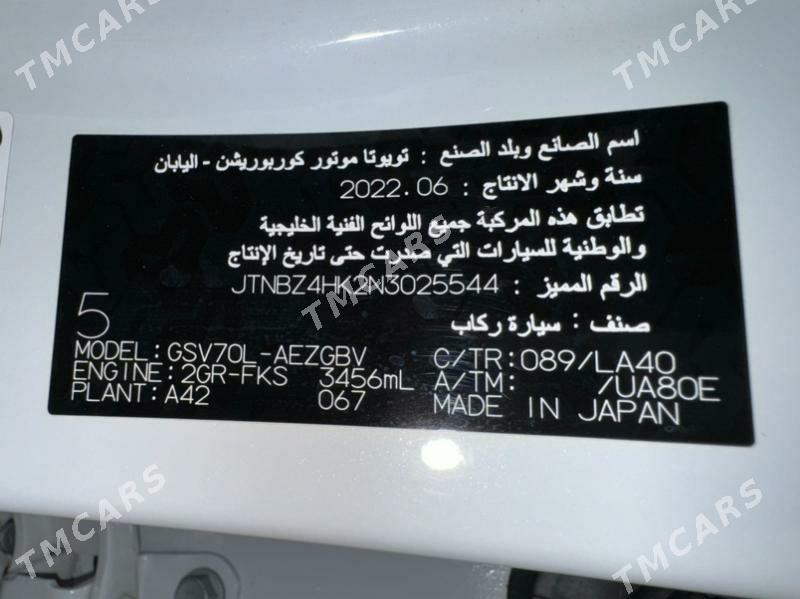 TMCARS
TMCARS
اسم الصانع وبلد الصنع : تويوتا موتور كوربوريشن - اليابان
سنة وشهر الانتاج : 2022.06
تطابق هذه المركبة جميع اللوائح الفنية الخليجية
والوطنية للسيارات التي صدرت حتى تاريخ الإنتاج
الرقم المميز : JTNBZ4HK2N3025544
صنف : سيارة ركاب
5
MODEL:GSV70L-AEZGBV C/TR:089/LA40
ENGINE:2GR-FKS 3456mL A/TM: /UA80E
PLANT:A42 067 MADE IN JAPAN
TMCARS
TMCARS
TMCARS